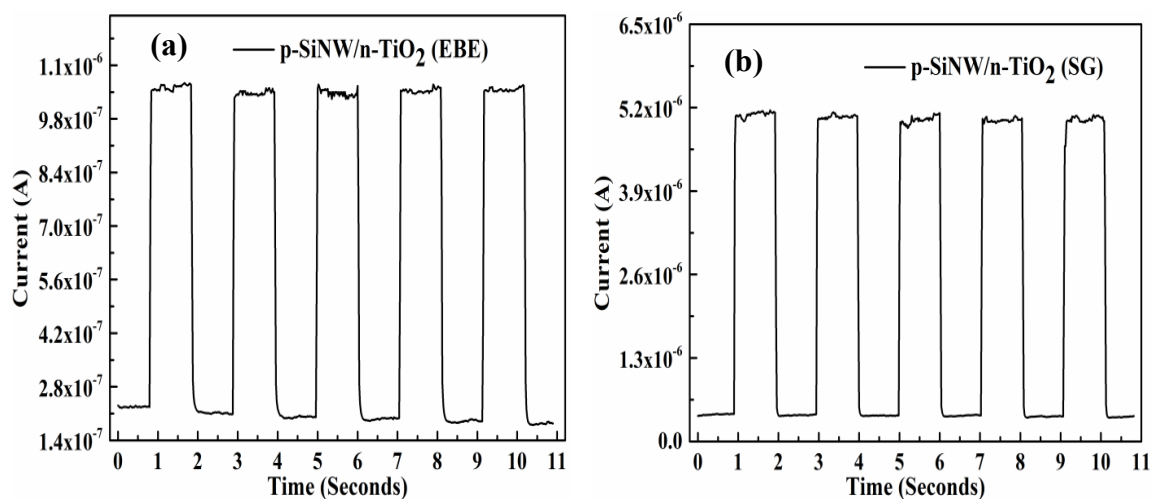 (a)
p-SiNW/n-TiO2 (EBE)
Current (A)
1.1x10-6
9.8x10-7
8.4x10-7
7.0x10-7
5.6x10-7
4.2x10-7
2.8x10-7
1.4x10-7
0 1 2 3 4 5 6 7 8 9 10 11
Time (Seconds)
(b)
p-SiNW/n-TiO2 (SG)
Current (A)
6.5x10-6
5.2x10-6
3.9x10-6
2.6x10-6
1.3x10-6
0.0
0 1 2 3 4 5 6 7 8 9 10 11
Time (Seconds)